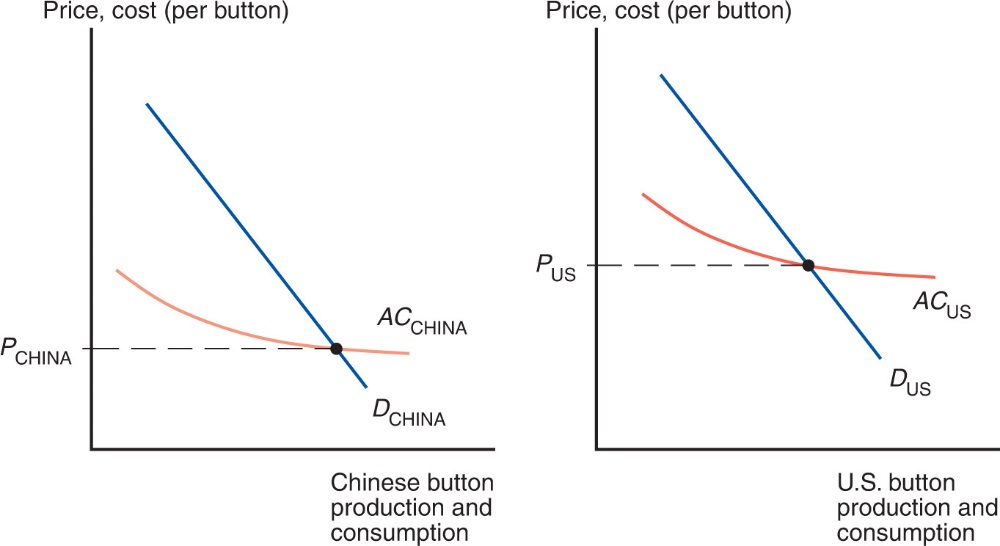 Price, cost (per button)
AC CHINA
P CHINA
D CHINA
Chinese button
production and
consumption
Price, cost (per button)
P US
AC US
D US
U.S. button
production and
consumption